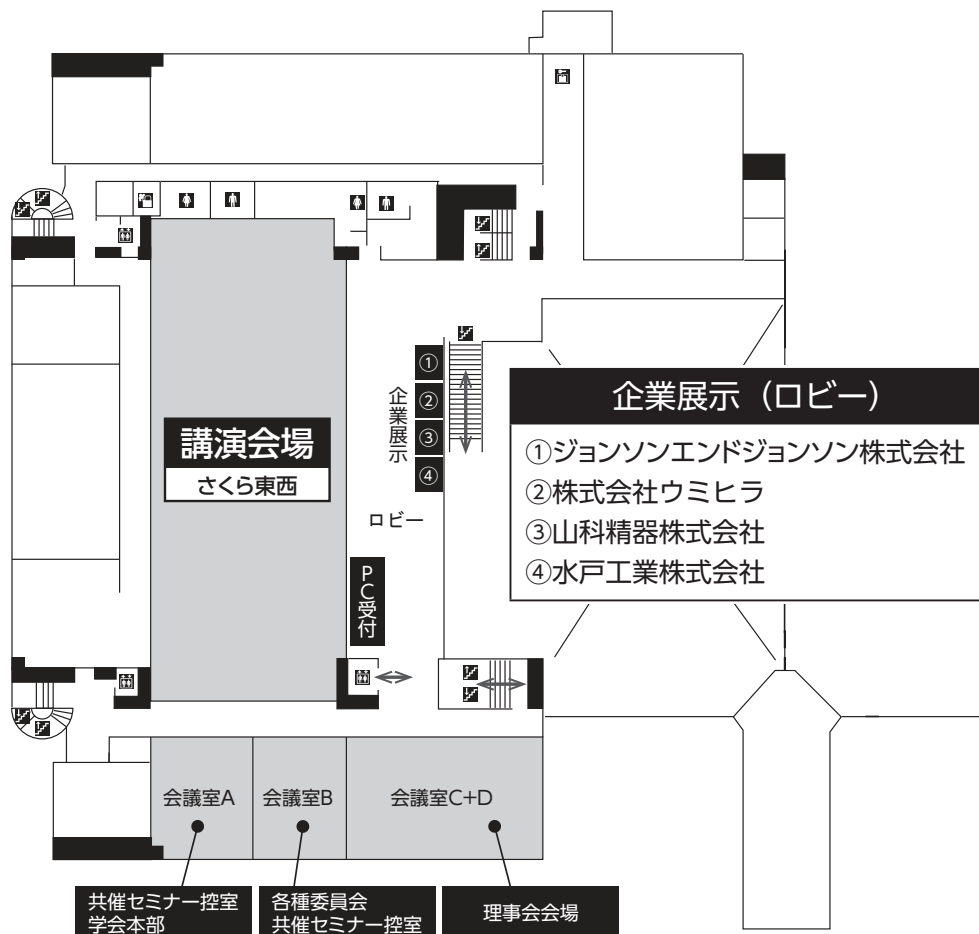 ①
②
③
④
企業展示
企業展示（ロビー）
①ジョンソンエンドジョンソン株式会社
②株式会社ウミヒラ
③山科精器株式会社
④水戸工業株式会社
講演会場
さくら東西
ロビー
PC受付
会議室A
会議室B
会議室C+D
共催セミナー控室
学会本部
各種委員会
共催セミナー控室
理事会会場